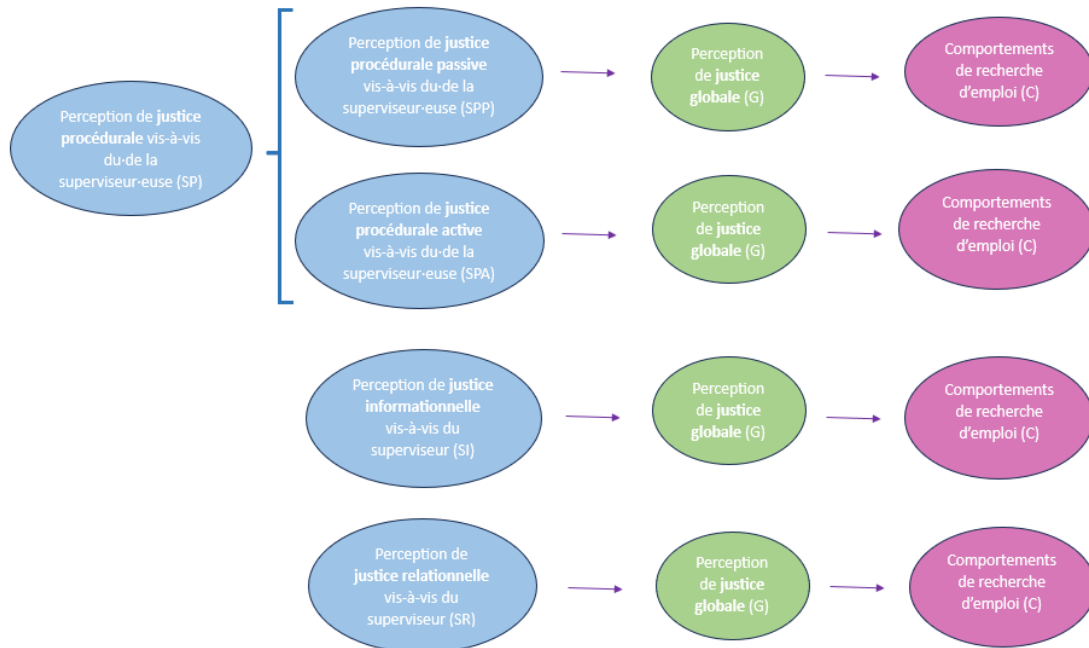 Perception de justice
procédurale vis-à-vis
du·de la
superviseur·euse (SP)
Perception de justice
procédurale passive
vis-à-vis du·de la
superviseur·euse (SPP)
Perception
de justice
globale (G)
Comportements
de recherche
d'emploi (C)
Perception de justice
procédurale active
vis-à-vis du·de la
superviseur·euse (SPA)
Perception
de justice
globale (G)
Comportements
de recherche
d'emploi (C)
Perception de justice
informationnelle
vis-à-vis du
superviseur (SI)
Perception
de justice
globale (G)
Comportements
de recherche
d'emploi (C)
Perception de
justice relationnelle
vis-à-vis du
superviseur (SR)
Perception
de justice
globale (G)
Comportements
de recherche
d'emploi (C)